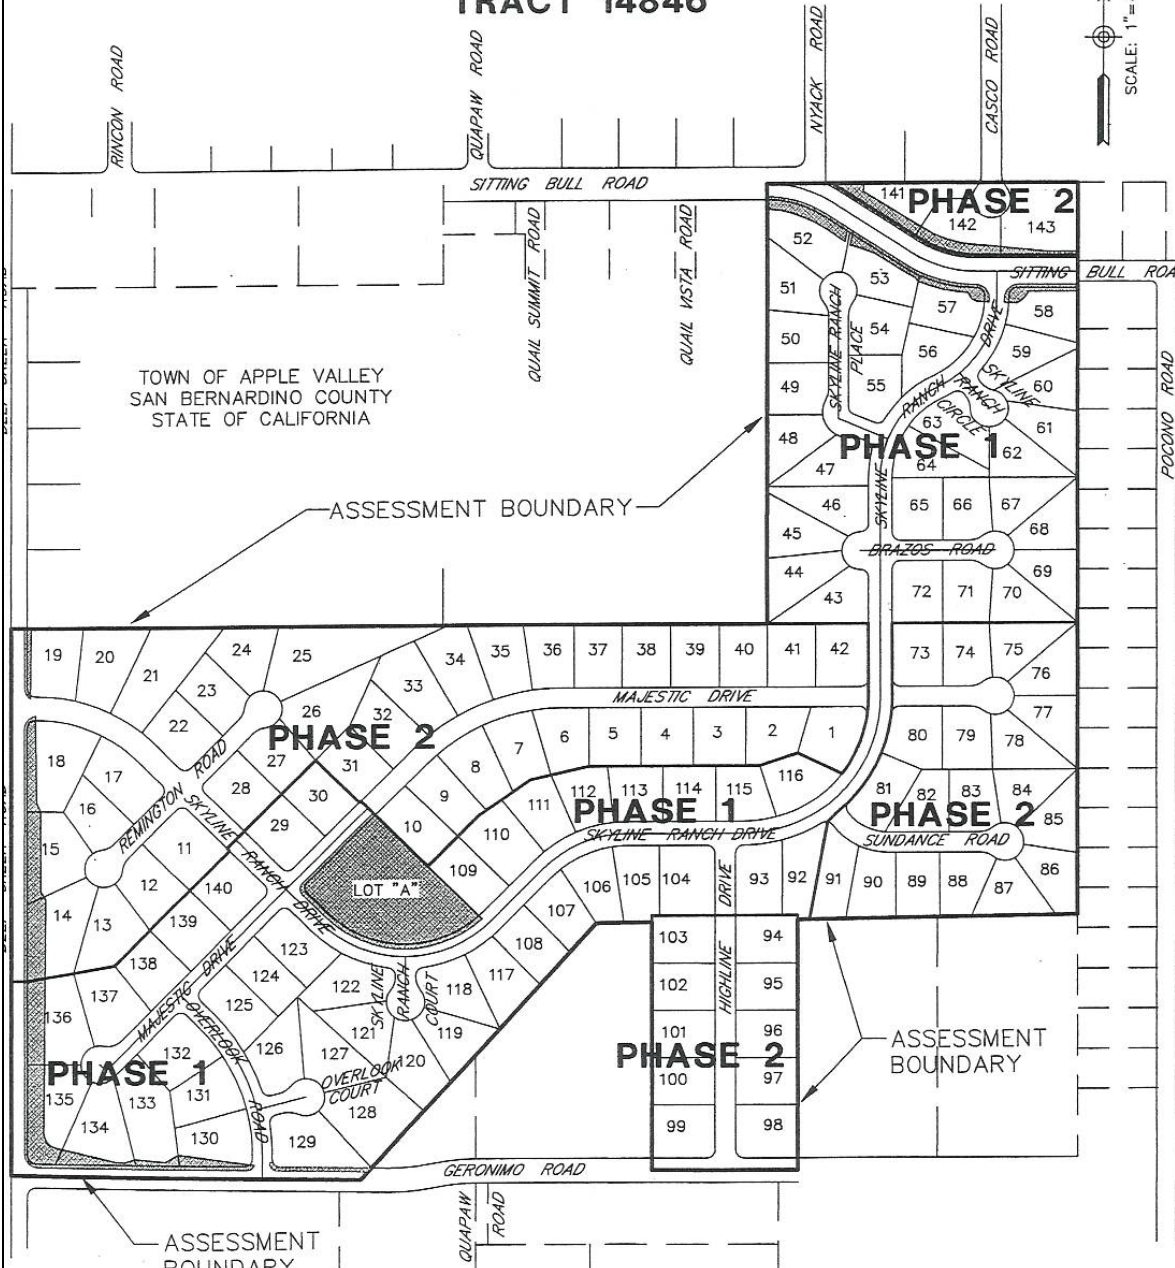 TRACT 14846
RINCON ROAD
QUAPAW ROAD
NYACK ROAD
CASCO ROAD
SCALE: 1"=
SITTING BULL ROAD
QUAIL SUMMIT ROAD
QUAIL VISTA ROAD
141
PHASE 2
142
143
52
SITTING BULL ROA
51
53
57
58
50
54
56
59
49
55
60
SKYLINE RANCH
PLACE
DRIVE
RANCH
SKYLINE
RANCH
CIRCLE
POCONO ROAD
TOWN OF APPLE VALLEY
SAN BERNARDINO COUNTY
STATE OF CALIFORNIA
63
61
48
PHASE 1
62
47
64
ASSESSMENT BOUNDARY
46
SKYLINE
65
66
67
45
68
BRAZOS ROAD
44
69
43
72
71
70
19
20
21
24
25
34
35
36
37
38
39
40
41
42
73
74
75
76
23
33
22
26
32
MAJESTIC DRIVE
77
PHASE 2
18
17
27
31
7
6
5
4
3
2
1
80
79
78
ROAD
REMINGTON
16
28
30
8
9
111
112
113
114
115
116
81
82
83
84
PHASE 1
PHASE 2
SKYLINE
15
11
29
10
110
SKYLINE RANCH DRIVE
SUNDANCE ROAD
85
RANCH
DRIVE
12
140
LOT "A"
109
106
105
104
DRIVE
93
92
91
90
89
88
87
86
14
13
139
107
138
123
108
103
94
MAJESTIC DRIVE
124
122
SKYLINE
RANCH
COURT
118
117
102
HIGHLINE
95
137
125
136
OVERLOOK
121
119
101
96
ASSESSMENT
BOUNDARY
132
126
127
OVERLOOK
COURT
120
PHASE 2
PHASE 1
100
97
135
133
131
128
134
130
ROAD
129
99
98
GERONIMO ROAD
QUAPAW
ROAD
ASSESSMENT
BOUNDARY